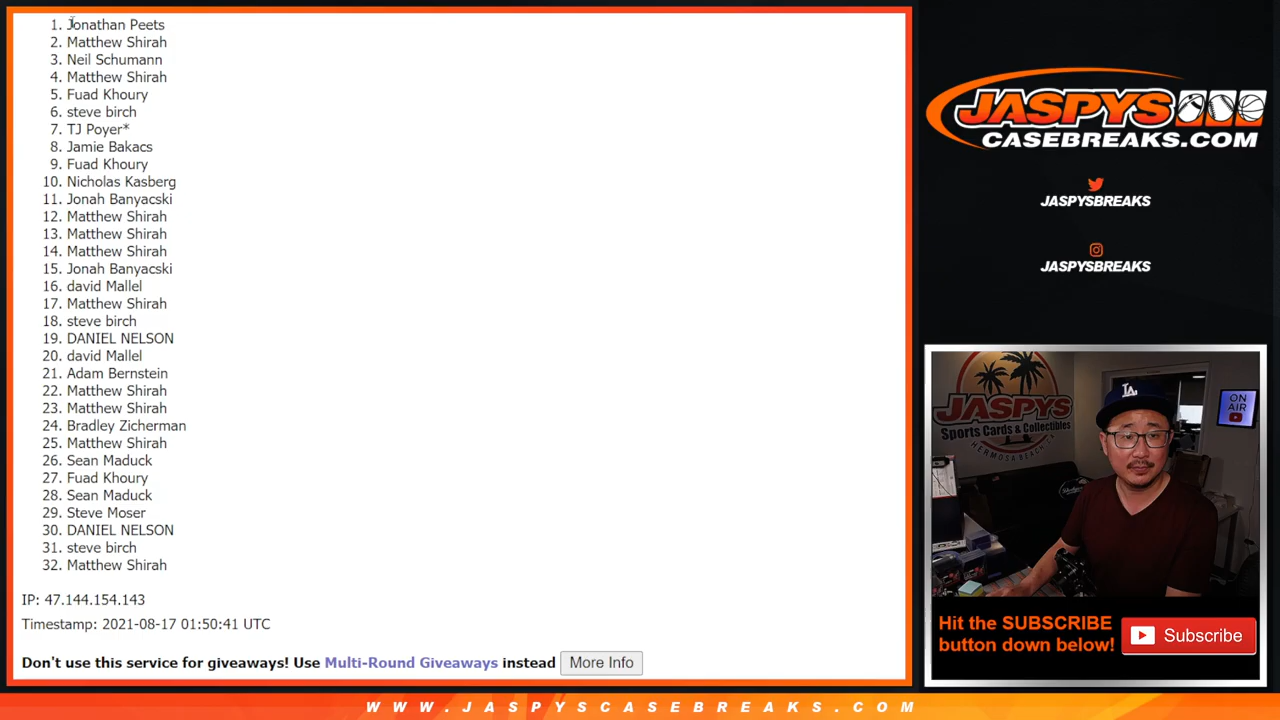 1. Jonathan Peets
2. Matthew Shirah
3. Neil Schumann
4. Matthew Shirah
5. Fuad Khoury
6. steve birch
7. TJ Poyer*
8. Jamie Bakacs
9. Fuad Khoury
10. Nicholas Kasberg
11. Jonah Banyacski
12. Matthew Shirah
13. Matthew Shirah
14. Matthew Shirah
15. Jonah Banyacski
16. david Mallel
17. Matthew Shirah
18. steve birch
19. DANIEL NELSON
20. david Mallel
21. Adam Bernstein
22. Matthew Shirah
23. Matthew Shirah
24. Bradley Zicherman
25. Matthew Shirah
26. Sean Maduck
27. Fuad Khoury
28. Sean Maduck
29. Steve Moser
30. DANIEL NELSON
31. steve birch
32. Matthew Shirah
IP: 47.144.154.143
Timestamp: 2021-08-17 01:50:41 UTC
Don't use this service for giveaways! Use Multi-Round Giveaways instead More Info
JASPYS
CASEBREAKS.COM
JASPYSBREAKS
JASPYSBREAKS
LA
ON AIR
JASPYS
Sports Cards & Collectibles
HERMOSA BEACH, CA
Hit the SUBSCRIBE
button down below!
Subscribe
WWW.JASPYSCASEBREAKS.COM